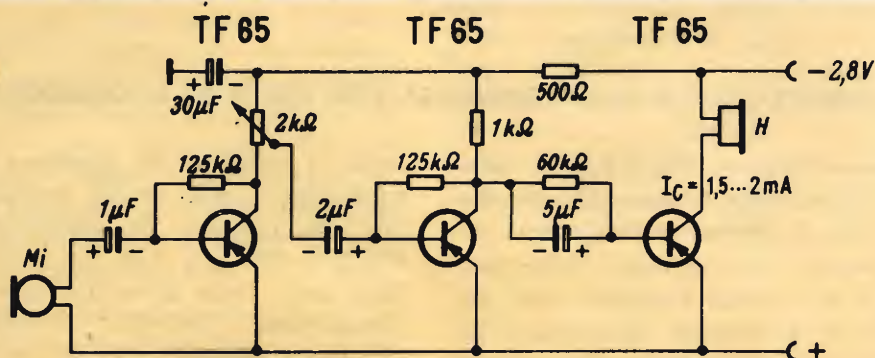 TF 65 TF 65 TF 65
+ - - 2,8V
30µF 500Ω
2kΩ 1kΩ H
125kΩ 125kΩ 60kΩ I_C = 1,5...2mA
1µF 2µF 5µF
+ - - + - +
Mi
+